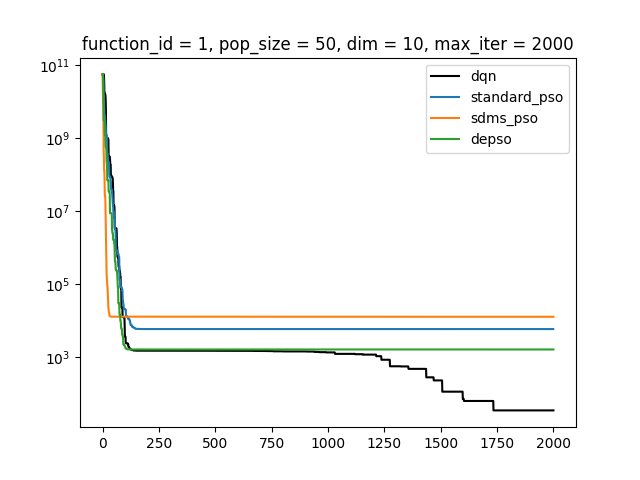 function_id = 1, pop_size = 50, dim = 10, max_iter = 2000
dqn
standard_pso
sdms_pso
depso
10¹¹
10⁹
10⁷
10⁵
10³
0 250 500 750 1000 1250 1500 1750 2000